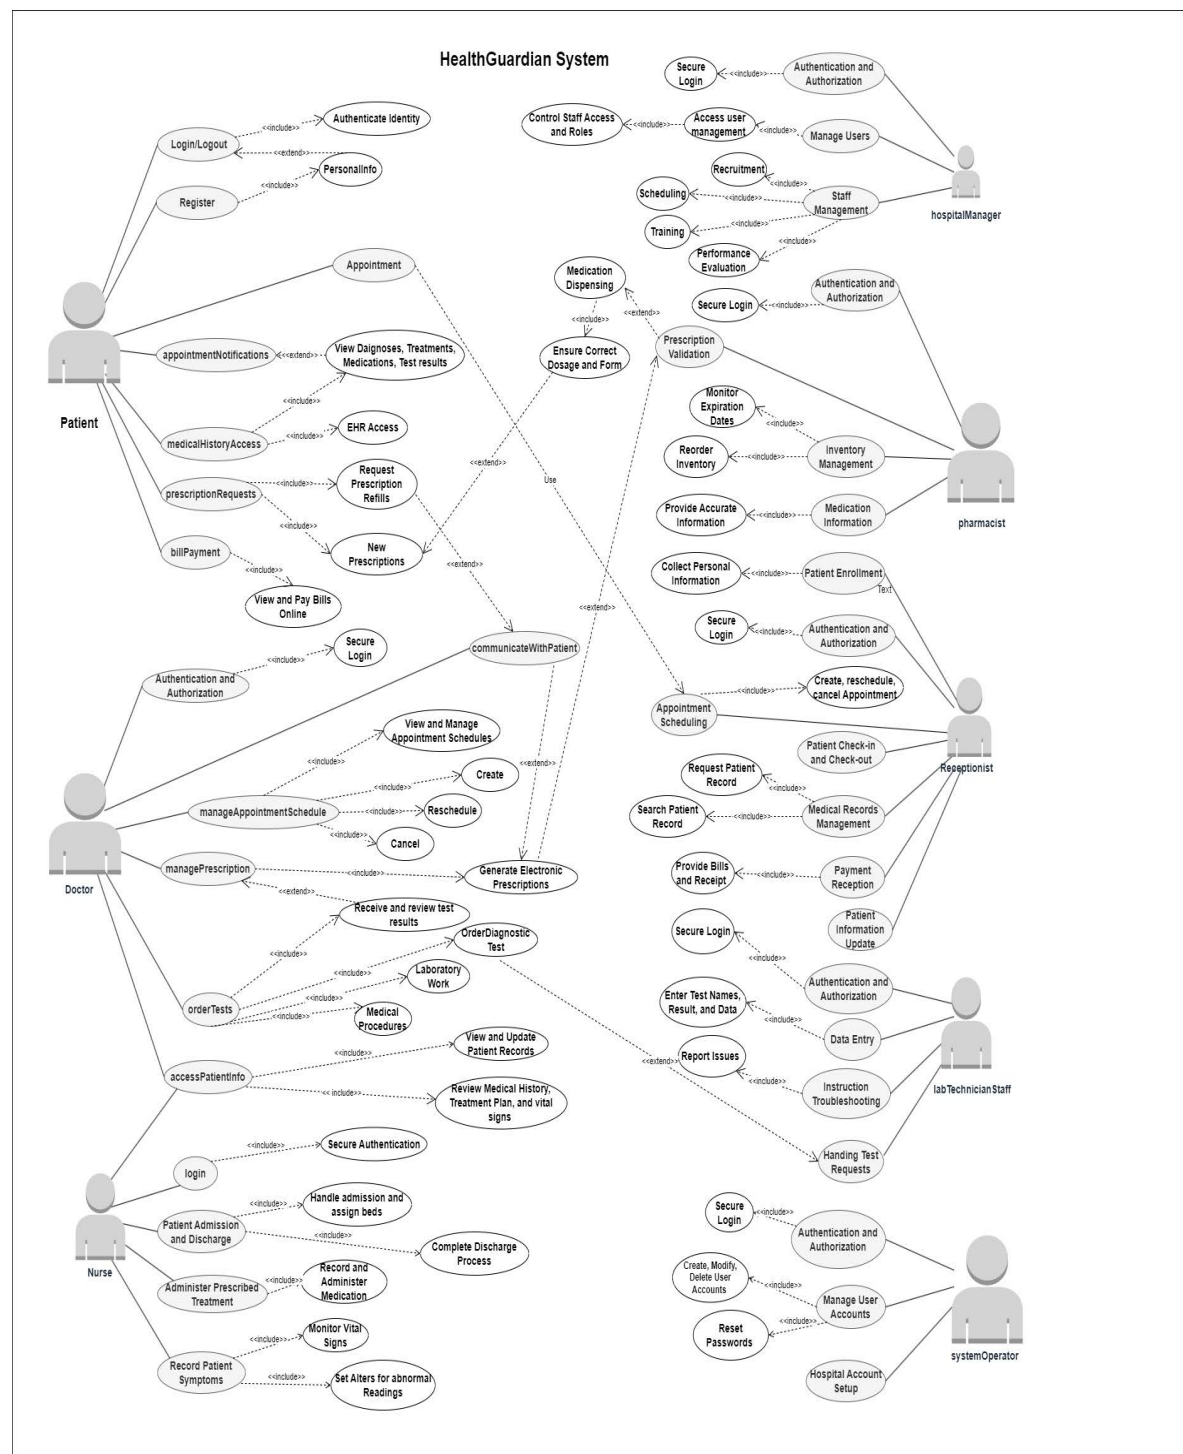 HealthGuardian System
Authenticate Identity
<<include>>
Login/Logout
<<extend>>
PersonalInfo
<<include>>
Register
Appointment
appointmentNotifications
<<extend>>
View Daignoses, Treatments,
Medications, Test results
<<include>>
medicalHistoryAccess
<<include>>
EHR Access
Patient
prescriptionRequests
<<include>>
Request
Prescription
Refills
<<include>>
New
Prescriptions
billPayment
<<include>>
View and Pay Bills
Online
<<extend>>
<<extend>>
Use
Medication
Dispensing
<<include>>
<<extend>>
Ensure Correct
Dosage and Form
Secure
Login
<<include>>
Authentication and
Authorization
Control Staff Access
and Roles
<<include>>
Access user
management
<<include>>
Manage Users
Recruitment
<<include>>
Scheduling
<<include>>
Staff
Management
Training
<<include>>
<<include>>
Performance
Evaluation
hospitalManager
Secure Login
<<include>>
Authentication and
Authorization
Prescription
Validation
Monitor
Expiration
Dates
<<include>>
Reorder
Inventory
<<include>>
Inventory
Management
Provide Accurate
Information
<<include>>
Medication
Information
pharmacist
Collect Personal
Information
<<include>>
Patient Enrollment
Text
Secure
Login
<<include>>
Authentication and
Authorization
<<extend>>
communicateWithPatient
Secure
Login
<<include>>
Authentication and
Authorization
Create, reschedule,
cancel Appointment
<<include>>
Appointment
Scheduling
Patient Check-in
and Check-out
Receptionist
Request Patient
Record
<<include>>
Search Patient
Record
<<include>>
Medical Records
Management
Provide Bills
and Receipt
<<include>>
Payment
Reception
Patient
Information
Update
View and Manage
Appointment Schedules
<<include>>
<<include>>
Create
manageAppointmentSchedule
<<include>>
Reschedule
<<include>>
Cancel
<<extend>>
Doctor
managePrescription
<<include>>
Generate Electronic
Prescriptions
<<extend>>
Receive and review test
results
<<include>>
OrderDiagnostic
Test
<<include>>
Laboratory
Work
<<include>>
orderTests
<<include>>
Medical
Procedures
View and Update
Patient Records
<<include>>
accessPatientInfo
<< include>>
Review Medical History,
Treatment Plan, and vital
signs
<<extend>>
Secure Login
<<include>>
Authentication and
Authorization
Enter Test Names,
Result, and Data
<<include>>
Data Entry
Report Issues
<<include>>
Instruction
Troubleshooting
labTechnicianStaff
Handing Test
Requests
Secure Authentication
<<include>>
login
Handle admission and
assign beds
<<include>>
Patient Admission
and Discharge
<<include>>
Complete Discharge
Process
Nurse
Administer Prescribed
Treatment
<<include>>
Record and
Administer
Medication
Monitor Vital
Signs
<<include>>
Record Patient
Symptoms
<<include>>
Set Alters for abnormal
Readings
Secure
Login
<<include>>
Authentication and
Authorization
Create, Modify,
Delete User
Accounts
<<include>>
Manage User
Accounts
Reset
Passwords
<<include>>
systemOperator
Hospital Account
Setup